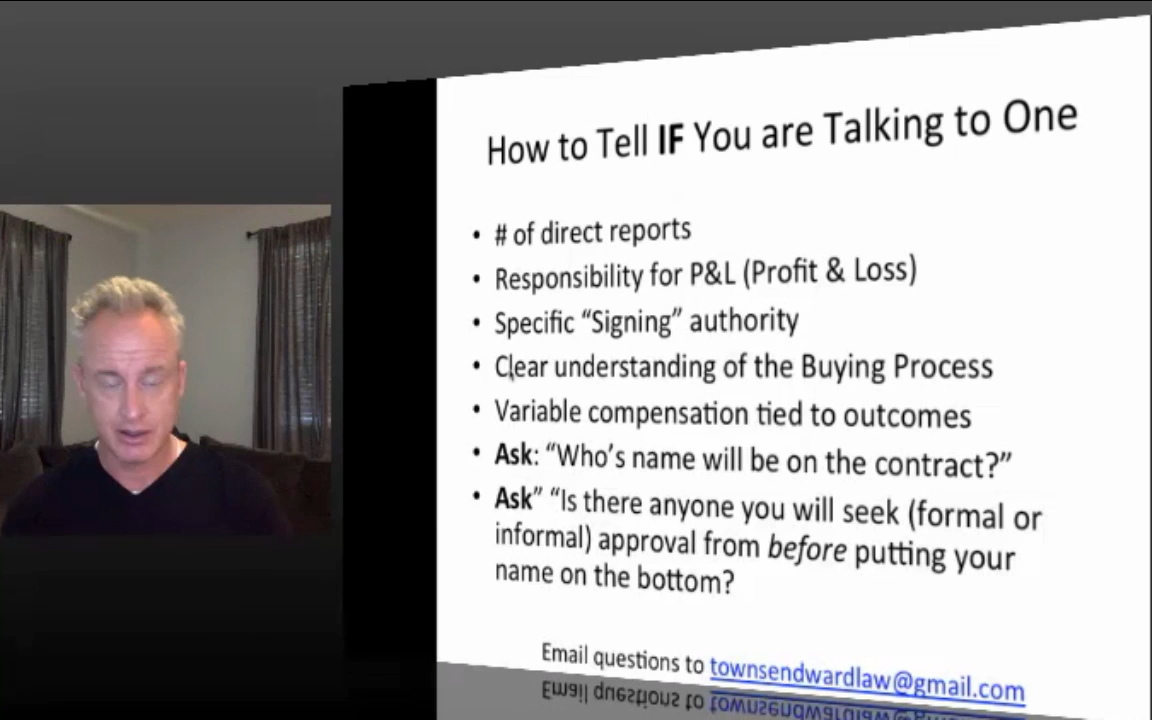 How to Tell IF You are Talking to One
• # of direct reports
• Responsibility for P&L (Profit & Loss)
• Specific “Signing” authority
• Clear understanding of the Buying Process
• Variable compensation tied to outcomes
• Ask: “Who’s name will be on the contract?”
• Ask” “Is there anyone you will seek (formal or
informal) approval from before putting your
name on the bottom?
Email questions to townsendwardlaw@gmail.com